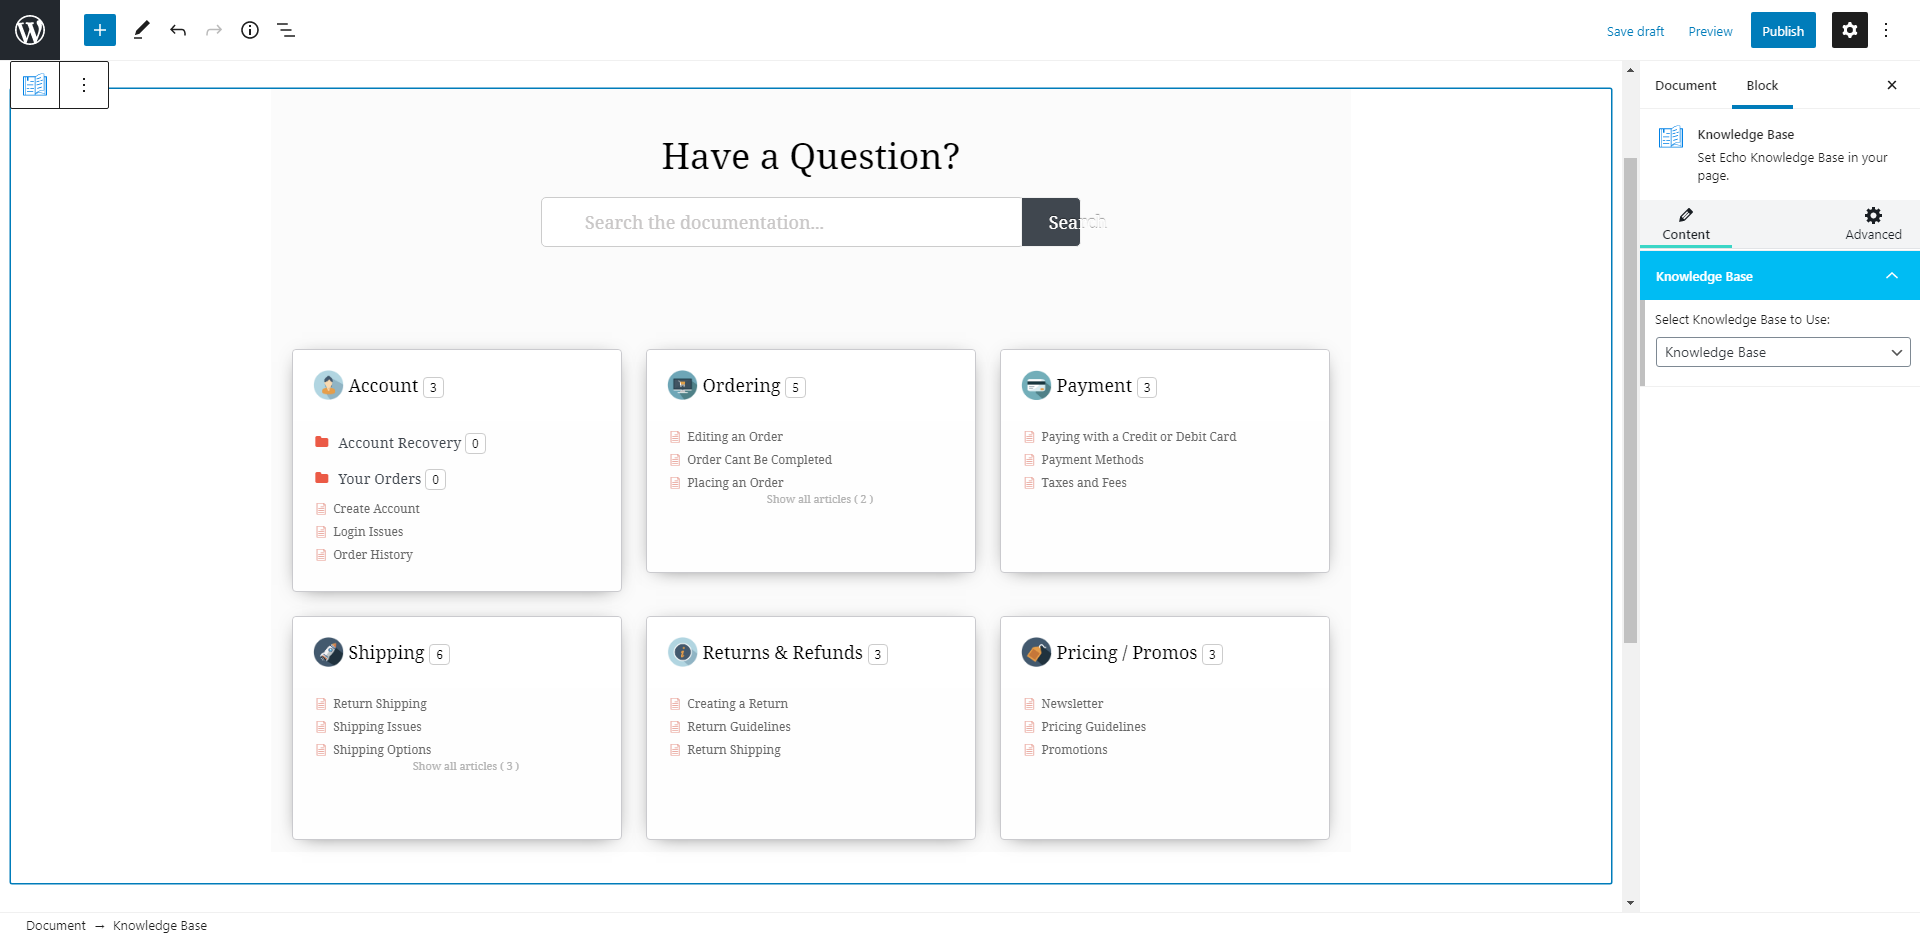 Save draft
Preview
Publish
Have a Question?
Search the documentation...
Search
Account 3
Account Recovery 0
Your Orders 0
Create Account
Login Issues
Order History
Ordering 5
Editing an Order
Order Cant Be Completed
Placing an Order
Show all articles ( 2 )
Payment 3
Paying with a Credit or Debit Card
Payment Methods
Taxes and Fees
Shipping 6
Return Shipping
Shipping Issues
Shipping Options
Show all articles ( 3 )
Returns & Refunds 3
Creating a Return
Return Guidelines
Return Shipping
Pricing / Promos 3
Newsletter
Pricing Guidelines
Promotions
Document
Block
Knowledge Base
Set Echo Knowledge Base in your
page.
Content
Advanced
Knowledge Base
Select Knowledge Base to Use:
Knowledge Base
Document → Knowledge Base